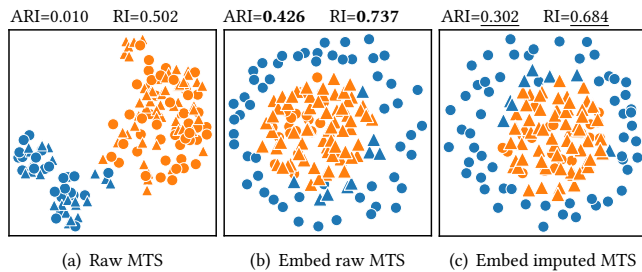 ARI=0.010 RI=0.502 ARI=0.426 RI=0.737 ARI=0.302 RI=0.684
(a) Raw MTS (b) Embed raw MTS (c) Embed imputed MTS